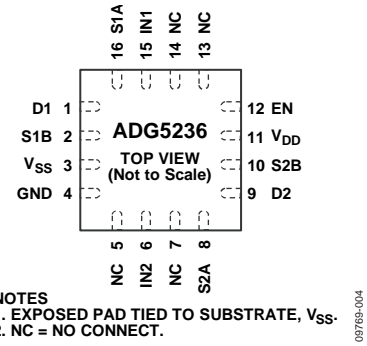 16 S1A
15 IN1
14 NC
13 NC
D1 1
S1B 2
VSS 3
GND 4
ADG5236
TOP VIEW
(Not to Scale)
12 EN
11 VDD
10 S2B
9 D2
NC 5
IN2 6
NC 7
S2A 8
NOTES
. EXPOSED PAD TIED TO SUBSTRATE, VSS.
2. NC = NO CONNECT.
09769-004